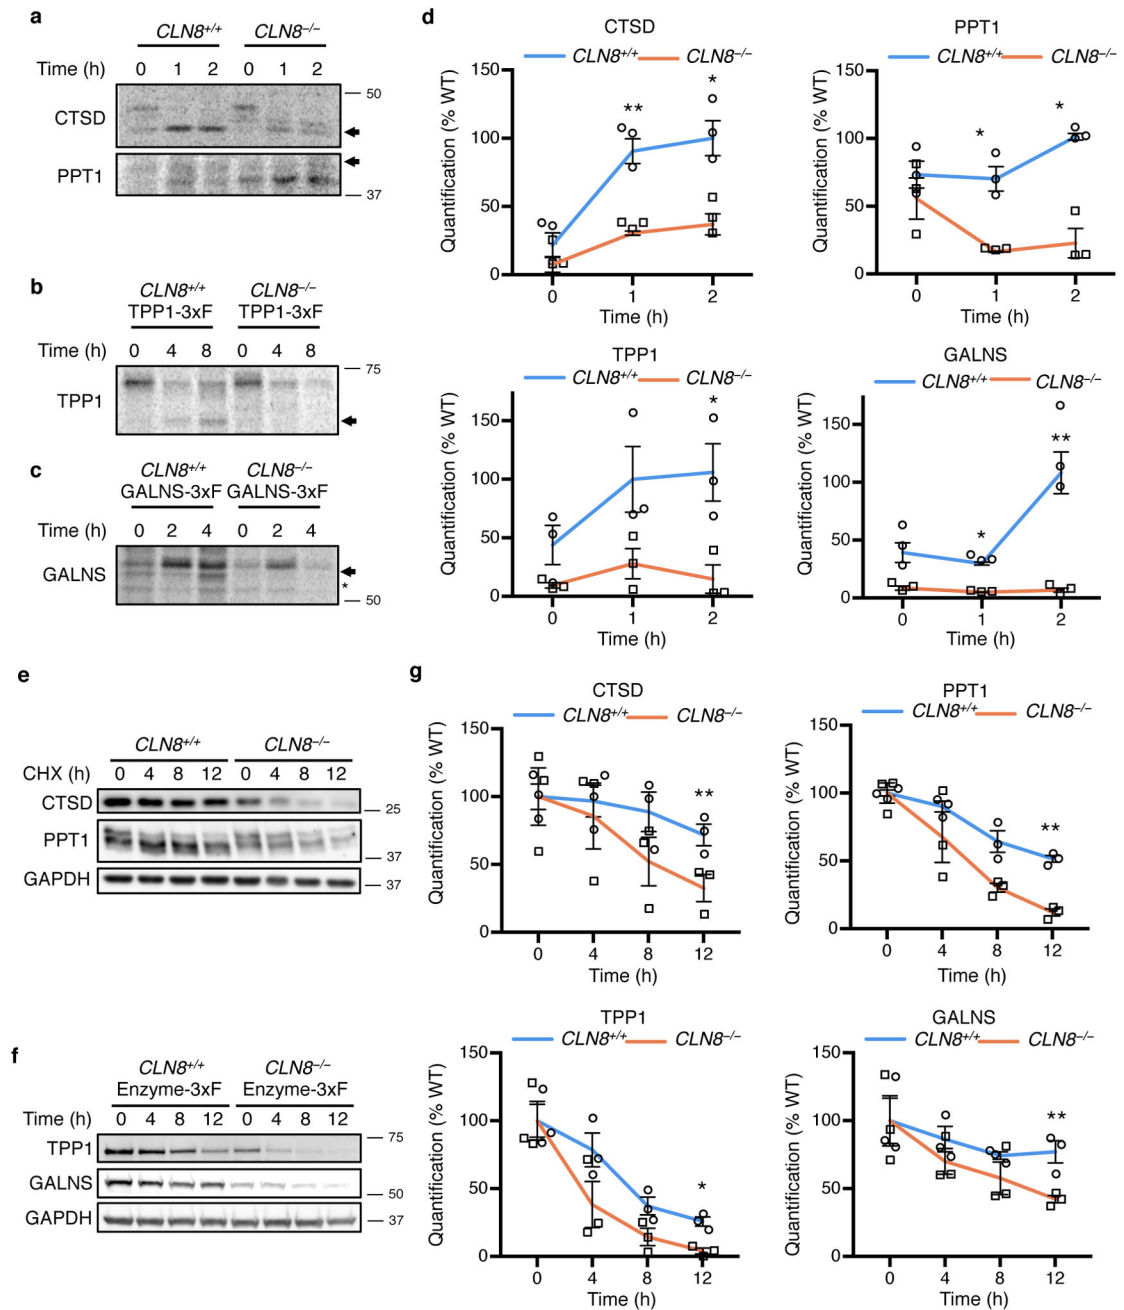 a
CLN8+/+ CLN8−/−
Time (h) 0 1 2 0 1 2
CTSD
50
PPT1
37
b
CLN8+/+ CLN8−/−
TPP1-3xF TPP1-3xF
Time (h) 0 4 8 0 4 8
TPP1
75
c
CLN8+/+ CLN8−/−
GALNS-3xF GALNS-3xF
Time (h) 0 2 4 0 2 4
GALNS
*
50
d
CTSD
CLN8+/+ CLN8−/−
Quantification (% WT)
150
100
50
0
** *
0 1 2
Time (h)
PPT1
CLN8+/+ CLN8−/−
Quantification (% WT)
150
100
50
0
* *
0 1 2
Time (h)
TPP1
CLN8+/+ CLN8−/−
Quantification (% WT)
150
100
50
0
*
0 1 2
Time (h)
GALNS
CLN8+/+ CLN8−/−
Quantification (% WT)
150
100
50
0
* **
0 1 2
Time (h)
e
CLN8+/+ CLN8−/−
CHX (h) 0 4 8 12 0 4 8 12
CTSD
25
PPT1
37
GAPDH
37
f
CLN8+/+ CLN8−/−
Enzyme-3xF Enzyme-3xF
Time (h) 0 4 8 12 0 4 8 12
TPP1
75
GALNS
50
GAPDH
37
g
CTSD
CLN8+/+ CLN8−/−
Quantification (% WT)
150
100
50
0
**
0 4 8 12
Time (h)
PPT1
CLN8+/+ CLN8−/−
Quantification (% WT)
150
100
50
0
**
0 4 8 12
Time (h)
TPP1
CLN8+/+ CLN8−/−
Quantification (% WT)
150
100
50
0
*
0 4 8 12
Time (h)
GALNS
CLN8+/+ CLN8−/−
Quantification (% WT)
150
100
50
0
**
0 4 8 12
Time (h)